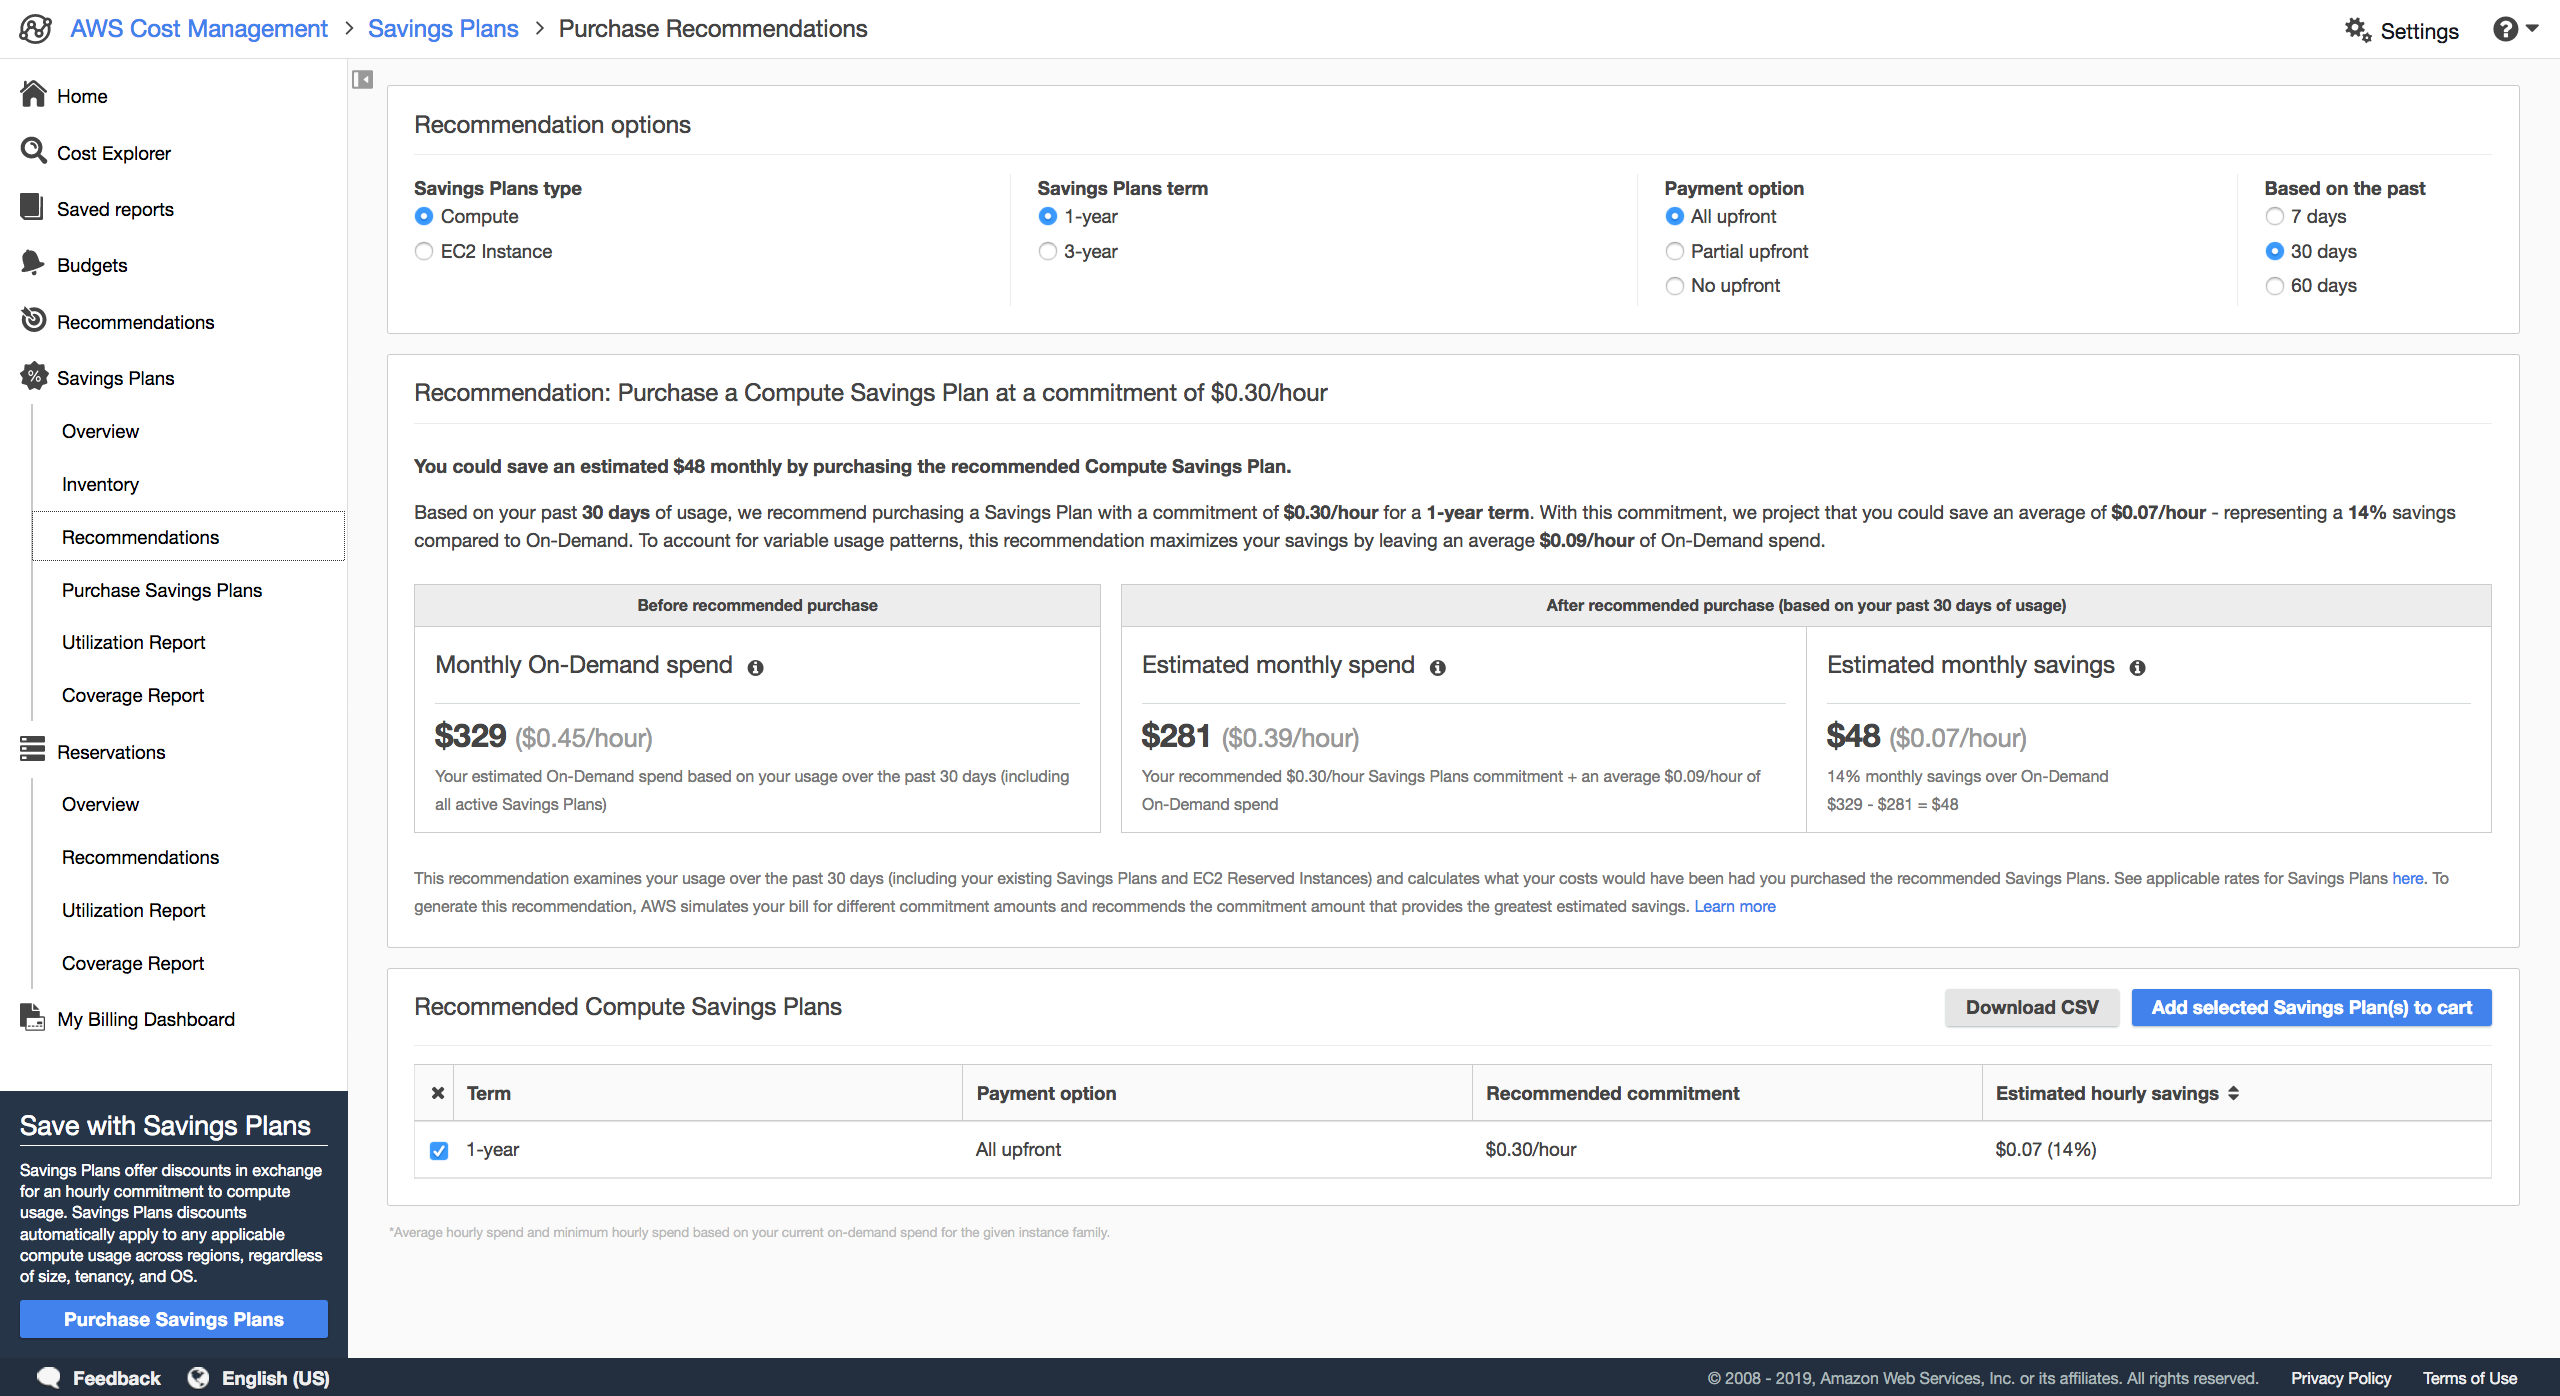 AWS Cost Management > Savings Plans > Purchase Recommendations
Settings
Home
Cost Explorer
Saved reports
Budgets
Recommendations
Savings Plans
Overview
Inventory
Recommendations
Purchase Savings Plans
Utilization Report
Coverage Report
Reservations
Overview
Recommendations
Utilization Report
Coverage Report
My Billing Dashboard
Save with Savings Plans
Savings Plans offer discounts in exchange
for an hourly commitment to compute
usage. Savings Plans discounts
automatically apply to any applicable
compute usage across regions, regardless
of size, tenancy, and OS.
Purchase Savings Plans
Recommendation options
Savings Plans type
Compute
EC2 Instance
Savings Plans term
1-year
3-year
Payment option
All upfront
Partial upfront
No upfront
Based on the past
7 days
30 days
60 days
Recommendation: Purchase a Compute Savings Plan at a commitment of $0.30/hour
You could save an estimated $48 monthly by purchasing the recommended Compute Savings Plan.
Based on your past 30 days of usage, we recommend purchasing a Savings Plan with a commitment of $0.30/hour for a 1-year term. With this commitment, we project that you could save an average of $0.07/hour - representing a 14% savings
compared to On-Demand. To account for variable usage patterns, this recommendation maximizes your savings by leaving an average $0.09/hour of On-Demand spend.
Before recommended purchase
Monthly On-Demand spend
$329 ($0.45/hour)
Your estimated On-Demand spend based on your usage over the past 30 days (including
all active Savings Plans)
After recommended purchase (based on your past 30 days of usage)
Estimated monthly spend
$281 ($0.39/hour)
Your recommended $0.30/hour Savings Plans commitment + an average $0.09/hour of
On-Demand spend
Estimated monthly savings
$48 ($0.07/hour)
14% monthly savings over On-Demand
$329 - $281 = $48
This recommendation examines your usage over the past 30 days (including your existing Savings Plans and EC2 Reserved Instances) and calculates what your costs would have been had you purchased the recommended Savings Plans. See applicable rates for Savings Plans here. To
generate this recommendation, AWS simulates your bill for different commitment amounts and recommends the commitment amount that provides the greatest estimated savings. Learn more
Recommended Compute Savings Plans
Download CSV
Add selected Savings Plan(s) to cart
Term Payment option Recommended commitment Estimated hourly savings
1-year All upfront $0.30/hour $0.07 (14%)
*Average hourly spend and minimum hourly spend based on your current on-demand spend for the given instance family.
Feedback English (US)
© 2008 - 2019, Amazon Web Services, Inc. or its affiliates. All rights reserved. Privacy Policy Terms of Use